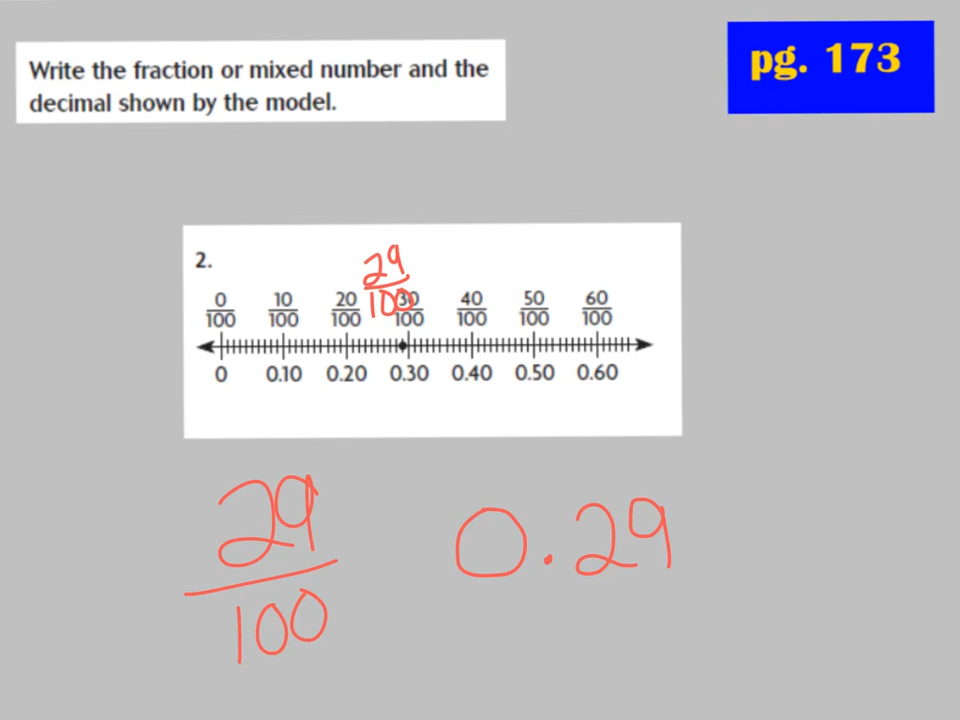 Write the fraction or mixed number and the
decimal shown by the model.
pg. 173
2.
29/100
0/100 10/100 20/100 30/100 40/100 50/100 60/100
0 0.10 0.20 0.30 0.40 0.50 0.60
29/100 0.29